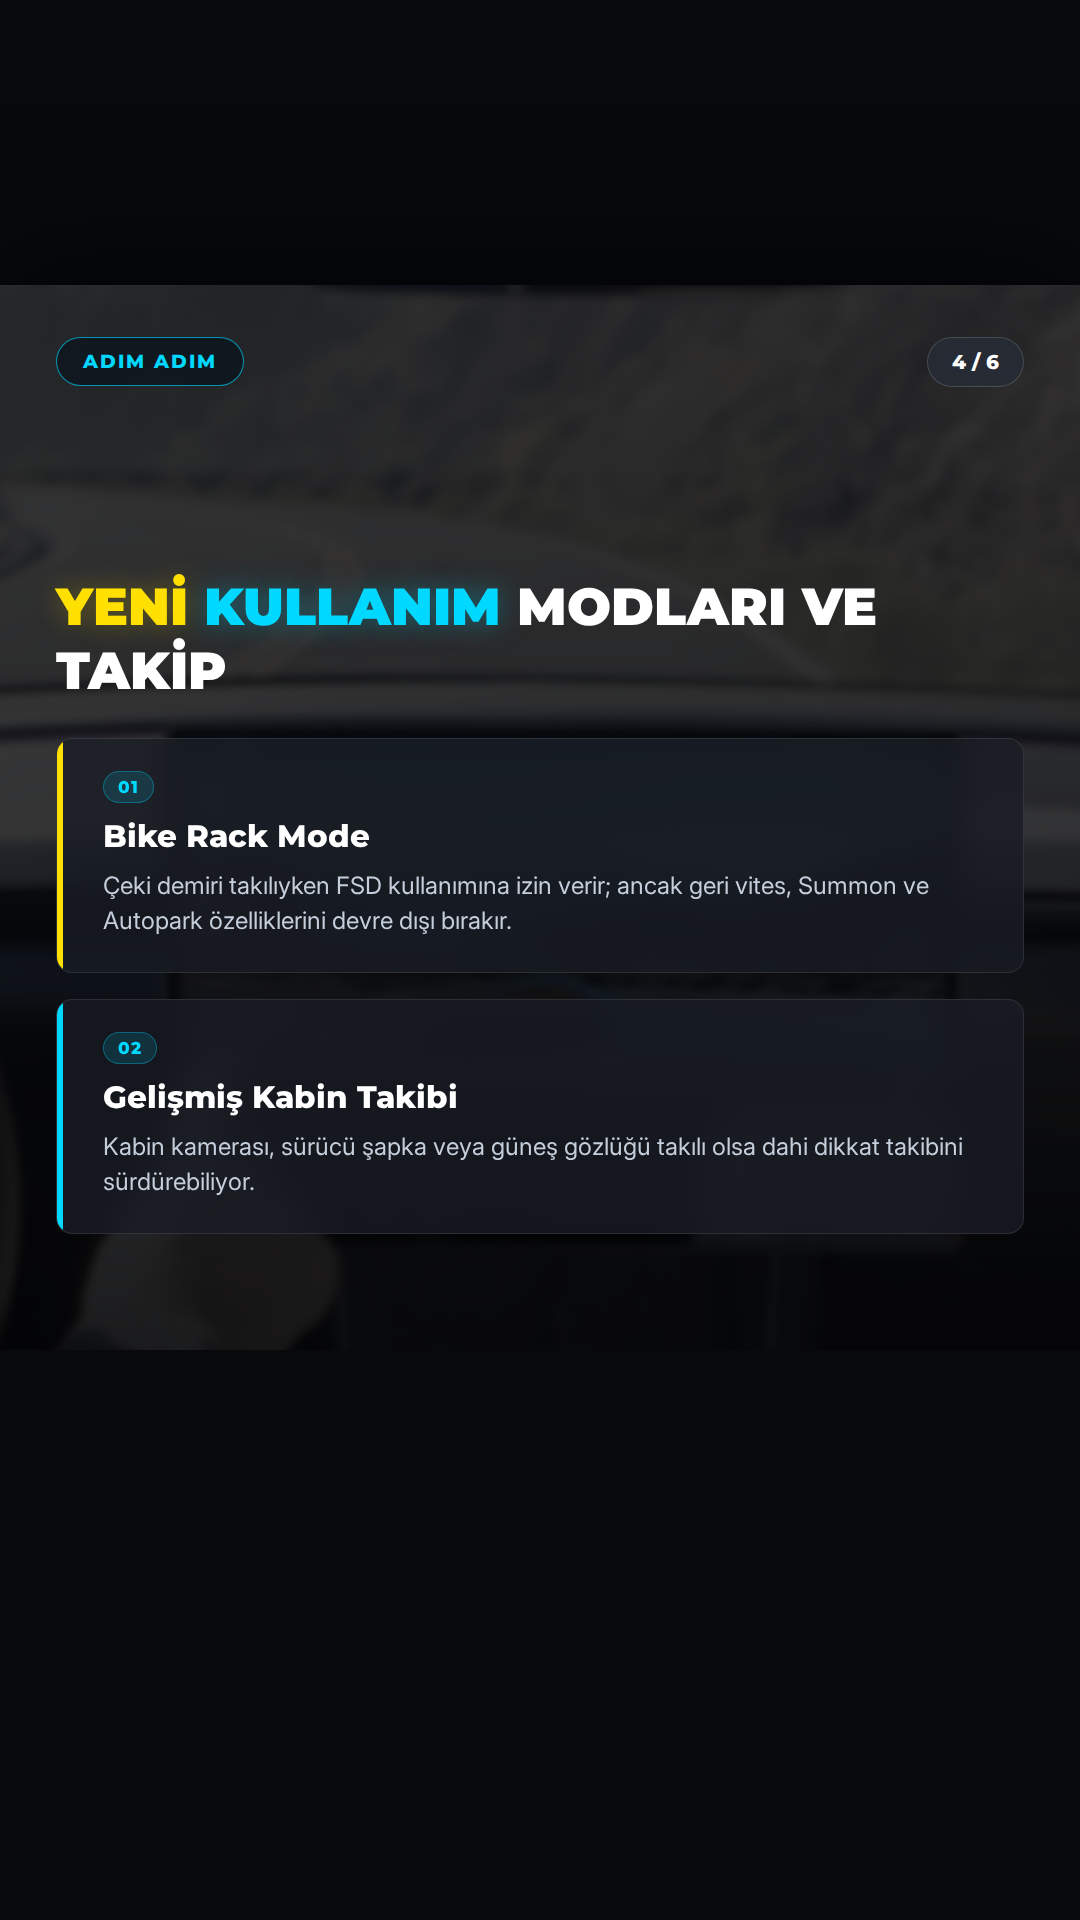 ADIM ADIM
4 / 6
YENİ KULLANIM MODLARI VE
TAKİP
01
Bike Rack Mode
Çeki demiri takılıyken FSD kullanımına izin verir; ancak geri vites, Summon ve
Autopark özelliklerini devre dışı bırakır.
02
Gelişmiş Kabin Takibi
Kabin kamerası, sürücü şapka veya güneş gözlüğü takılı olsa dahi dikkat takibini
sürdürebiliyor.